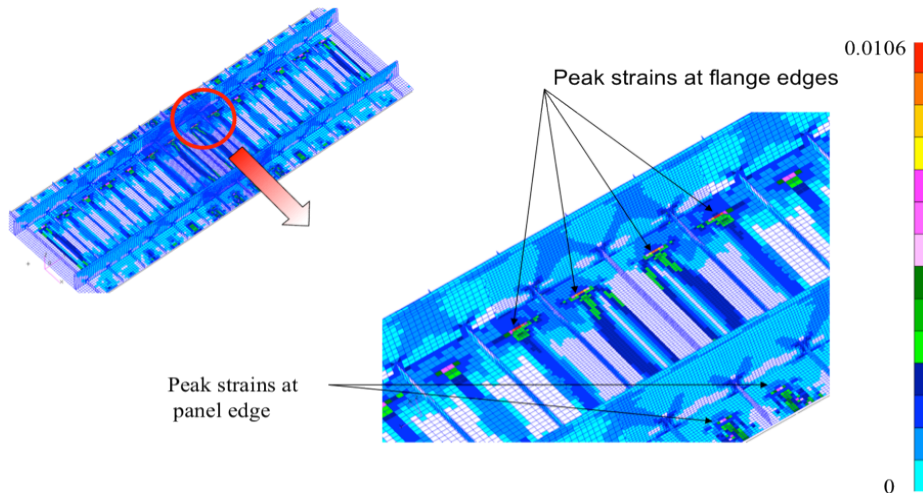 0.0106
Peak strains at flange edges
Peak strains at
panel edge
0